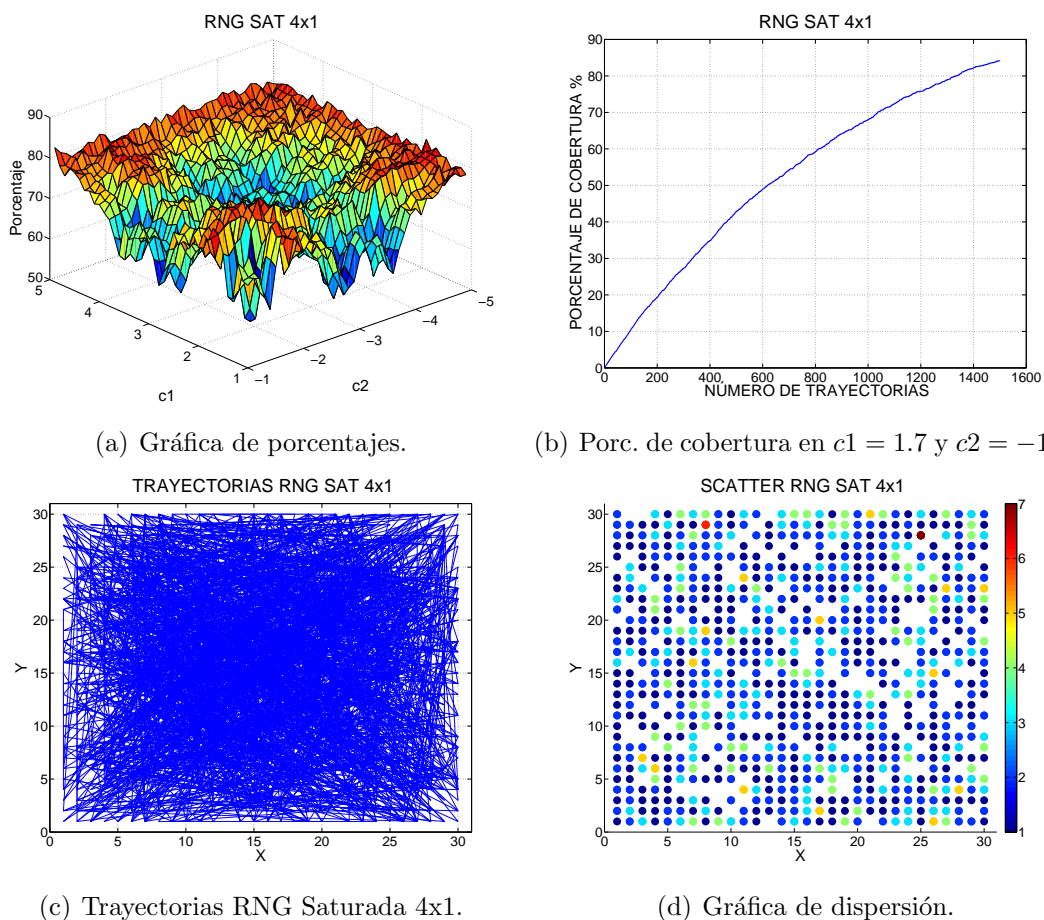 RNG SAT 4x1
90
80
70
60
50
Porcentaje
5
4
3
2
1
c1
−1
−2
−3
−4
−5
c2
(a) Gráfica de porcentajes.
RNG SAT 4x1
90
80
70
60
50
40
30
20
10
0
PORCENTAJE DE COBERTURA %
0 200 400 600 800 1000 1200 1400 1600
NÚMERO DE TRAYECTORIAS
(b) Porc. de cobertura en c1 = 1.7 y c2 = −1
TRAYECTORIAS RNG SAT 4x1
30
25
20
15
10
5
0
Y
0 5 10 15 20 25 30
X
(c) Trayectorias RNG Saturada 4x1.
SCATTER RNG SAT 4x1
30
25
20
15
10
5
0
Y
0 5 10 15 20 25 30
X
7
6
5
4
3
2
1
(d) Gráfica de dispersión.